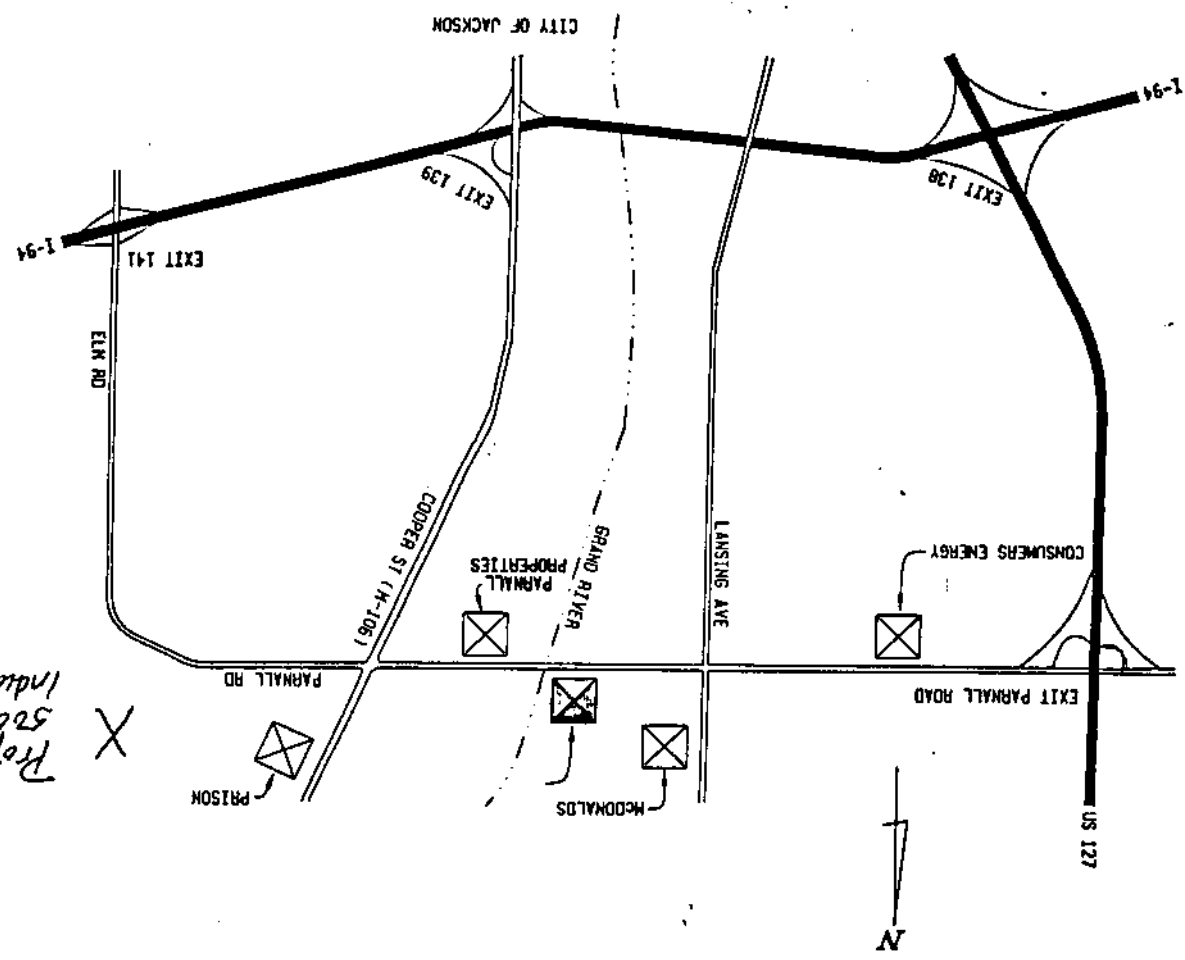 N
US 127
McDONALDS
PRISON
X
EXIT PARNALL ROAD
PARNALL RD
CONSUMERS ENERGY
LANSING AVE
GRAND RIVER
PARNALL
PROPERTIES
COOPER ST (M-106)
ELM RD
EXIT 141
I-94
EXIT 138
EXIT 139
I-94
CITY OF JACKSON